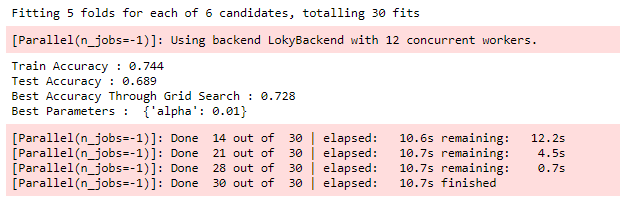 Fitting 5 folds for each of 6 candidates, totalling 30 fits
[Parallel(n_jobs=-1)]: Using backend LokyBackend with 12 concurrent workers.
Train Accuracy : 0.744
Test Accuracy : 0.689
Best Accuracy Through Grid Search : 0.728
Best Parameters :  {'alpha': 0.01}
[Parallel(n_jobs=-1)]: Done  14 out of  30 | elapsed:   10.6s remaining:   12.2s
[Parallel(n_jobs=-1)]: Done  21 out of  30 | elapsed:   10.7s remaining:    4.5s
[Parallel(n_jobs=-1)]: Done  28 out of  30 | elapsed:   10.7s remaining:    0.7s
[Parallel(n_jobs=-1)]: Done  30 out of  30 | elapsed:   10.7s finished